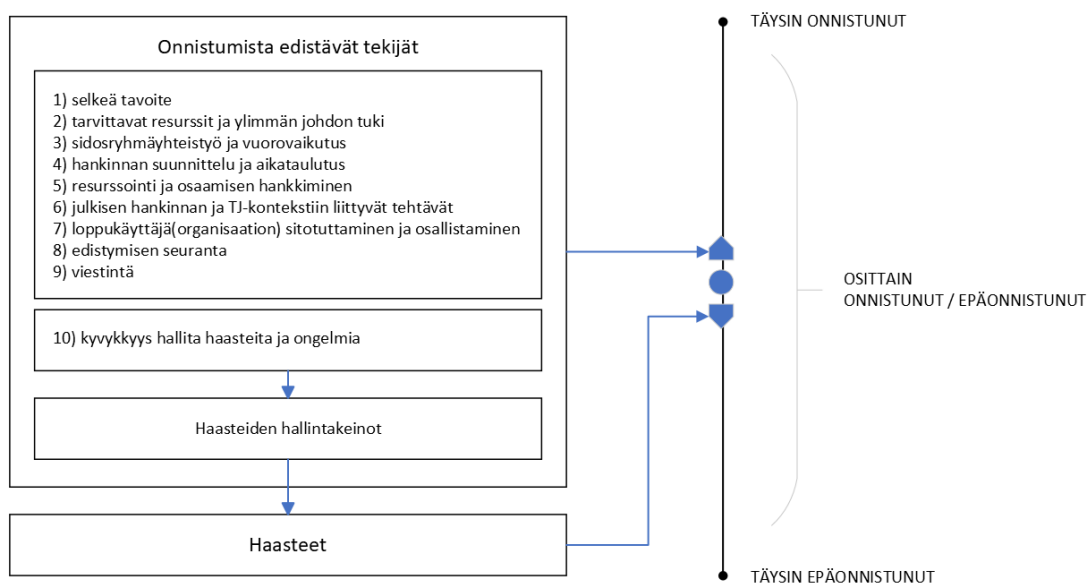 Onnistumista edistävät tekijät
1) selkeä tavoite
2) tarvittavat resurssit ja ylimmän johdon tuki
3) sidosryhmäyhteistyö ja vuorovaikutus
4) hankinnan suunnittelu ja aikataulutus
5) resurssointi ja osaamisen hankkiminen
6) julkisen hankinnan ja TJ-kontekstiin liittyvät tehtävät
7) loppukäyttäjä(organisaation) sitotuttaminen ja osallistaminen
8) edistymisen seuranta
9) viestintä
10) kyvykkyys hallita haasteita ja ongelmia
Haasteiden hallintakeinot
Haasteet
TÄYSIN ONNISTUNUT
OSITTAIN
ONNISTUNUT / EPÄONNISTUNUT
TÄYSIN EPÄONNISTUNUT